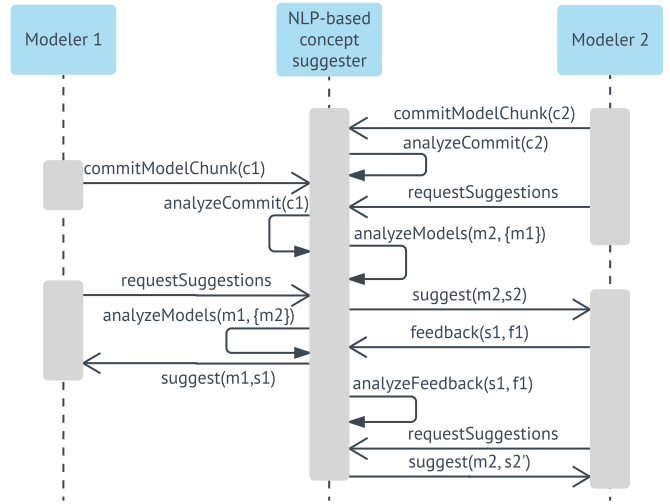 Modeler 1
NLP-based
concept
suggester
Modeler 2
commitModelChunk(c2)
analyzeCommit(c2)
commitModelChunk(c1)
requestSuggestions
analyzeCommit(c1)
analyzeModels(m2, {m1})
requestSuggestions
suggest(m2,s2)
analyzeModels(m1, {m2})
feedback(s1, f1)
suggest(m1,s1)
analyzeFeedback(s1, f1)
requestSuggestions
suggest(m2, s2')